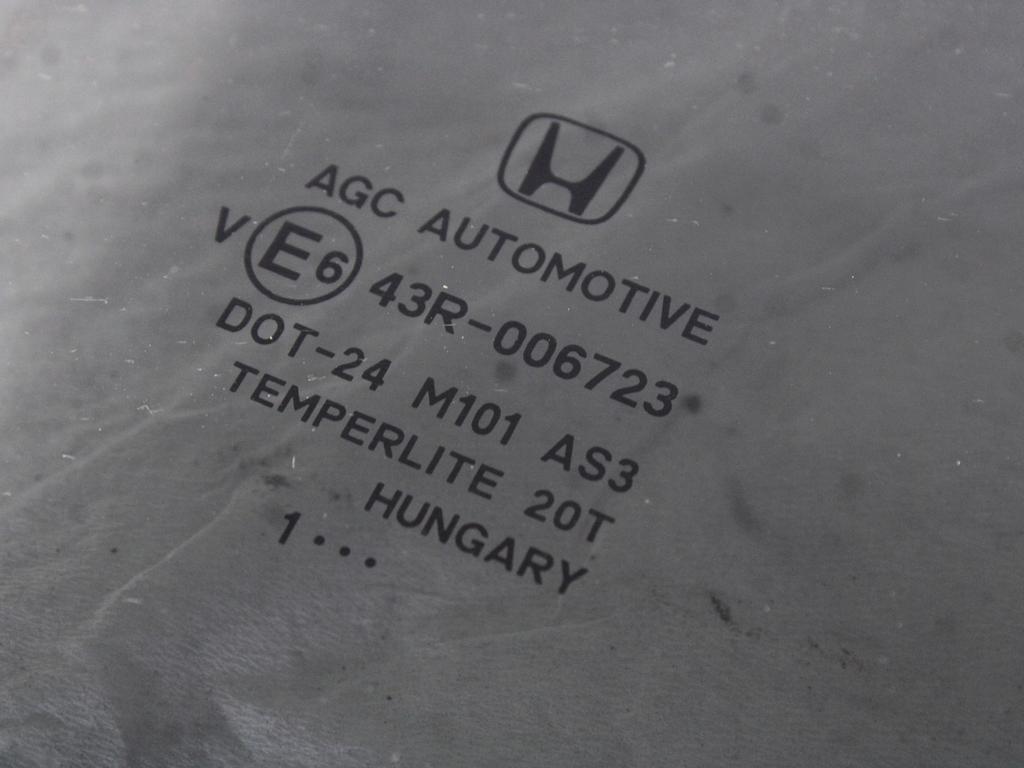 AGC AUTOMOTIVE
V E6 43R-006723
DOT-24 M101 AS3
TEMPERLITE 20T
HUNGARY
1•••